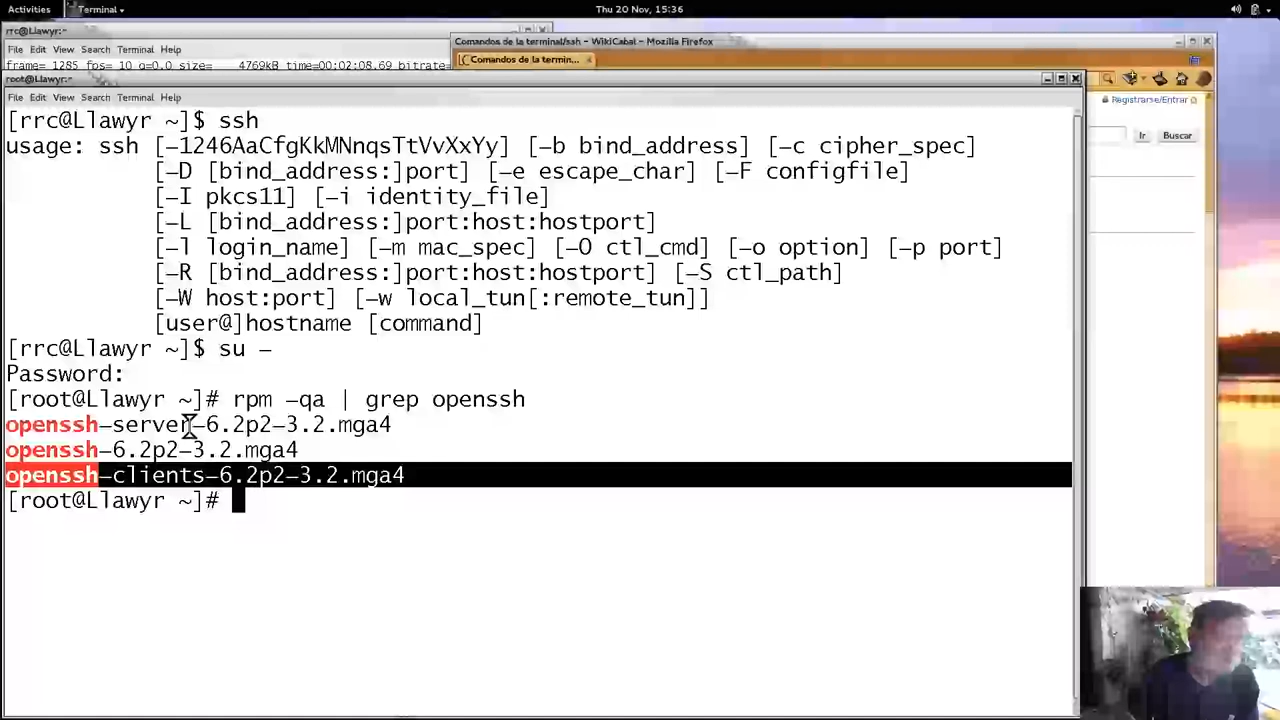 Activities
Terminal
Thu 20 Nov, 15:36
rrc@Llawyr:~
File Edit View Search Terminal Help
frame= 1285 fps= 10 q=0.0 size= 4769kB time=00:02:08.69 bitrate=
Comandos de la terminal/ssh - WikiCabal - Mozilla Firefox
Comandos de la termin...
Registrarse/Entrar
Ir
Buscar
root@Llawyr:~
File Edit View Search Terminal Help
[rrc@Llawyr ~]$ ssh
usage: ssh [-1246AaCfgKkMNnqsTtVvXxYy] [-b bind_address] [-c cipher_spec]
[-D [bind_address:]port] [-e escape_char] [-F configfile]
[-I pkcs11] [-i identity_file]
[-L [bind_address:]port:host:hostport]
[-l login_name] [-m mac_spec] [-O ctl_cmd] [-o option] [-p port]
[-R [bind_address:]port:host:hostport] [-S ctl_path]
[-W host:port] [-w local_tun[:remote_tun]]
[user@]hostname [command]
[rrc@Llawyr ~]$ su -
Password:
[root@Llawyr ~]# rpm -qa | grep openssh
openssh-server-6.2p2-3.2.mga4
openssh-6.2p2-3.2.mga4
openssh-clients-6.2p2-3.2.mga4
[root@Llawyr ~]#